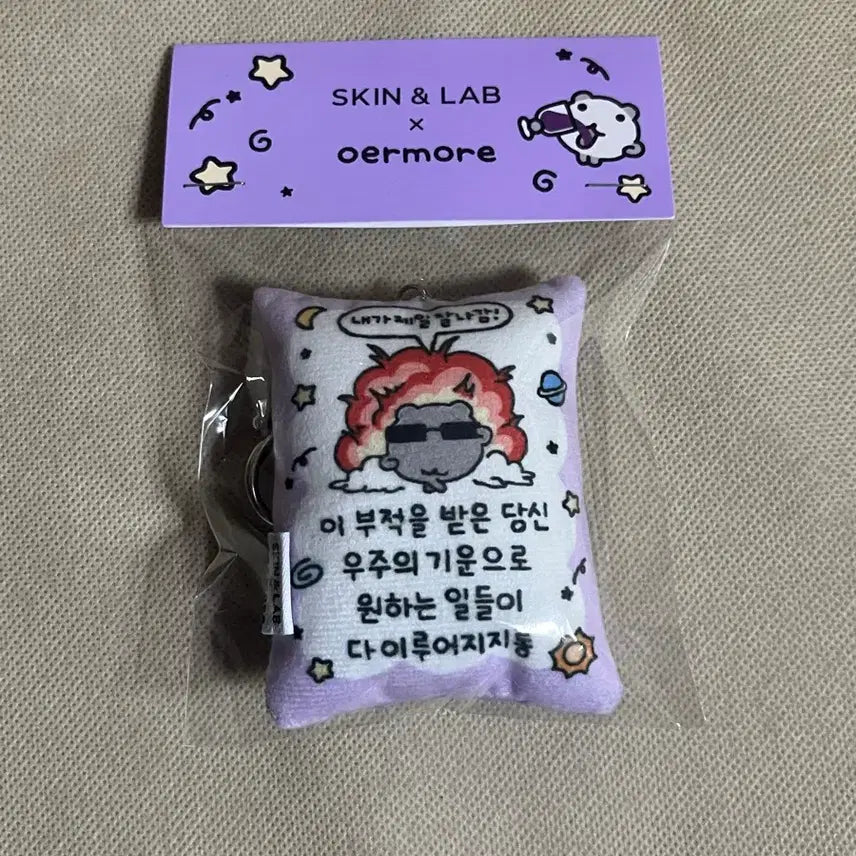 SKIN & LAB
×
oermore
내가 제일 잘나감!
이 부적을 받은 당신
우주의 기운으로
원하는 일들이
다 이루어지지롱
SKIN & LAB